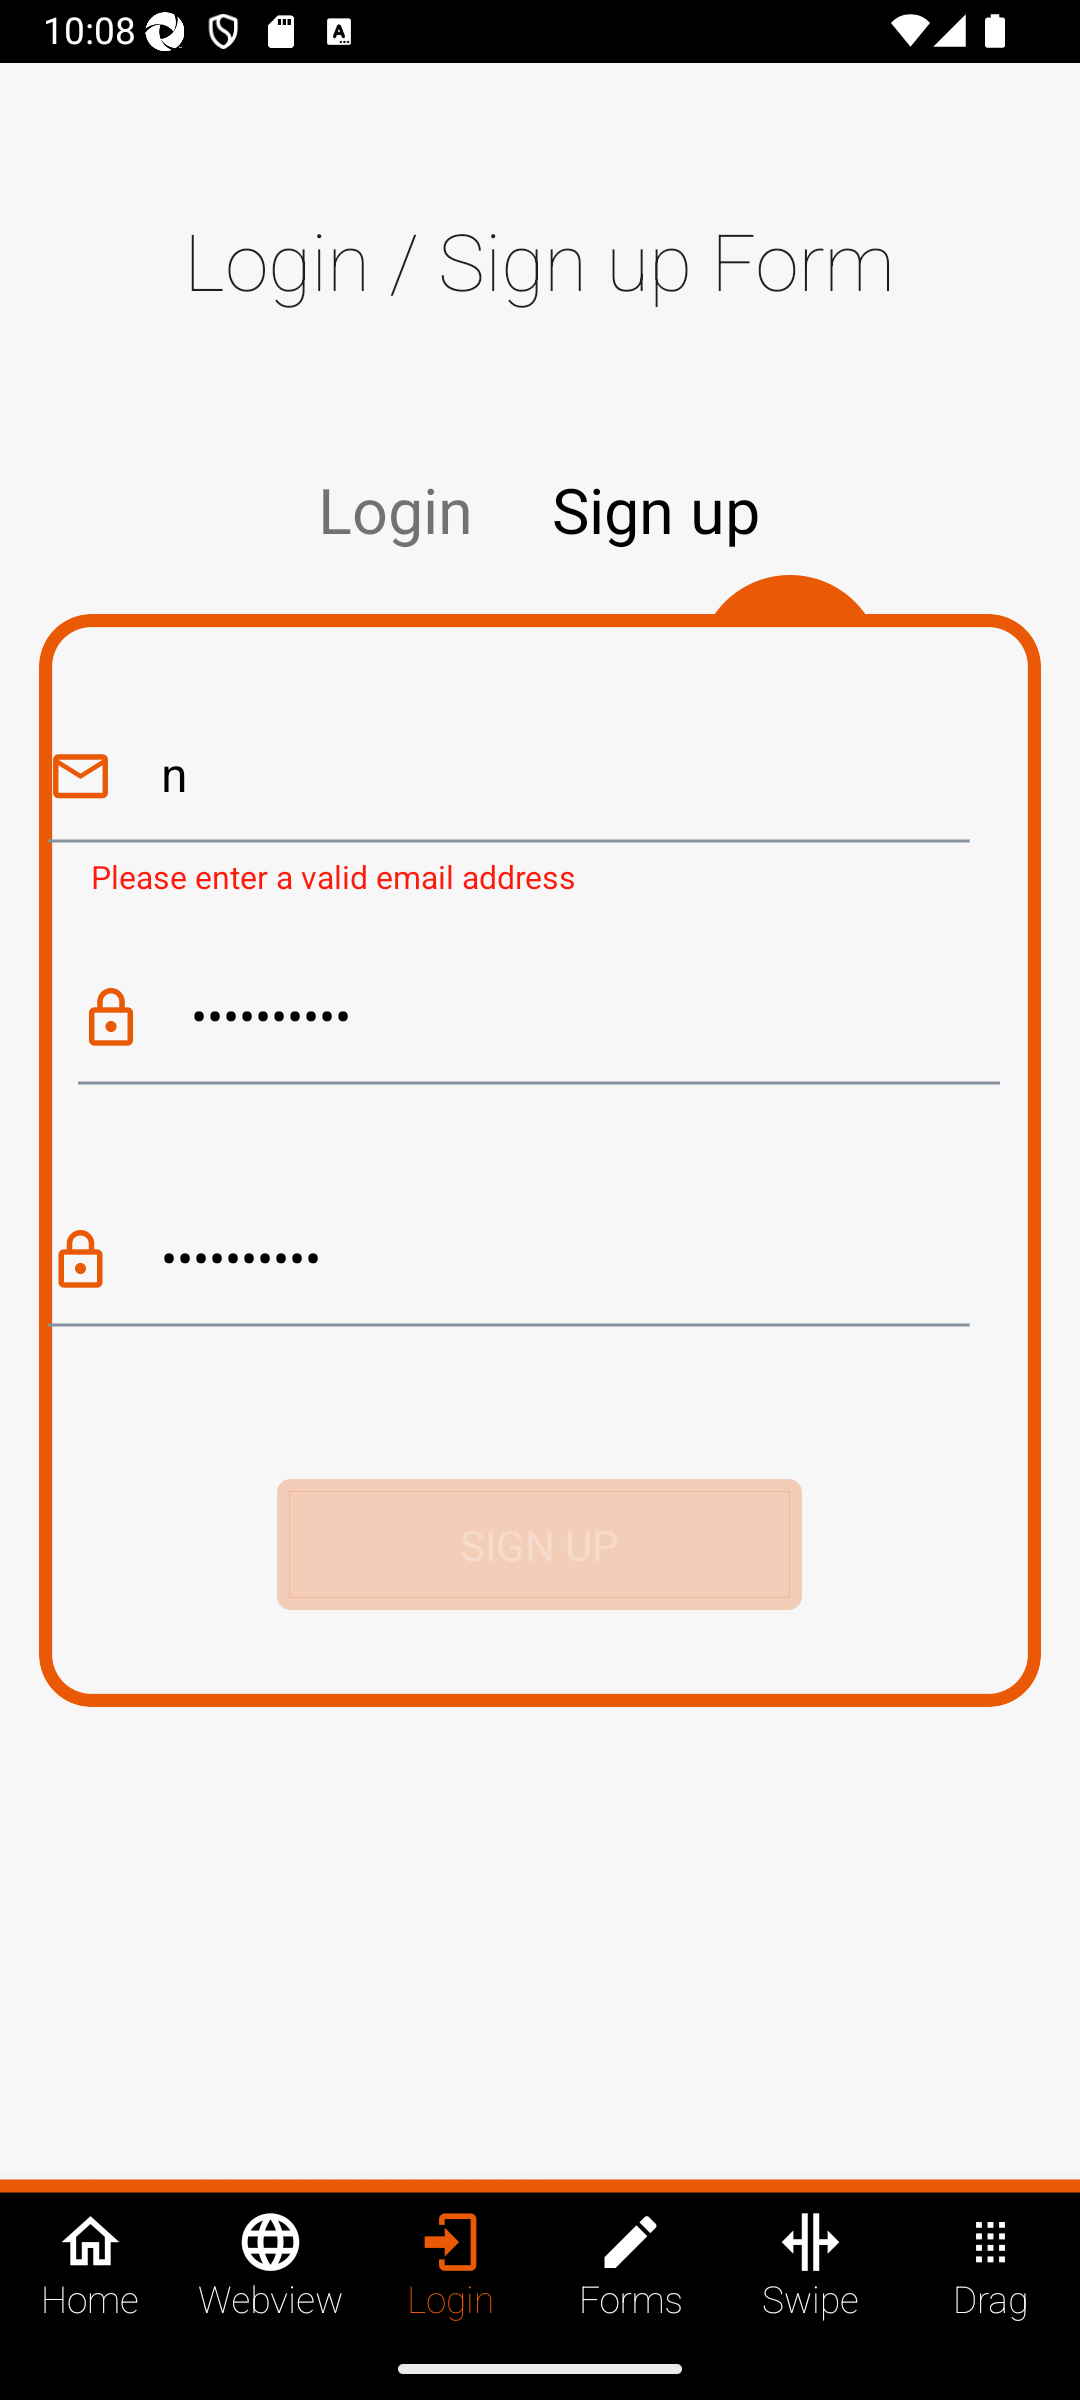 10:08
Login / Sign up Form
Login Sign up
n
Please enter a valid email address
••••••••••
••••••••••
SIGN UP
Home Webview Login Forms Swipe Drag